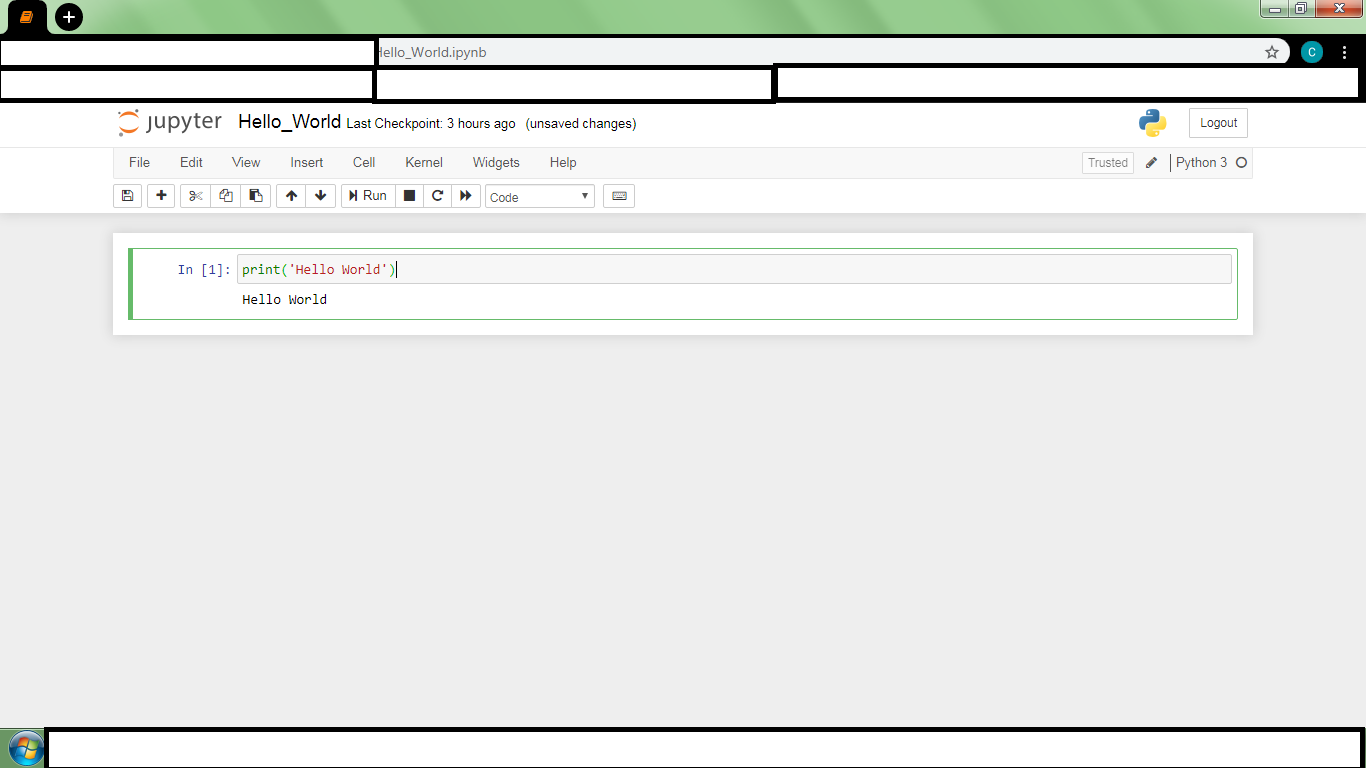 Hello_World.ipynb
C
jupyter Hello_World Last Checkpoint: 3 hours ago (unsaved changes)
Logout
File Edit View Insert Cell Kernel Widgets Help Trusted Python 3
Run Code
In [1]: print('Hello World')
Hello World